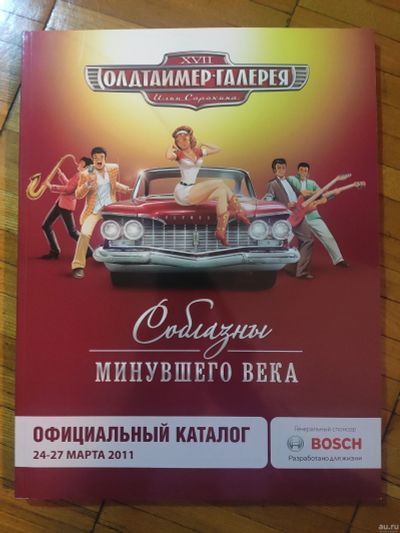 XVII
ОЛДТАЙМЕР-ГАЛЕРЕЯ
Ильи Сорокина
Соблазны
МИНУВШЕГО ВЕКА
ОФИЦИАЛЬНЫЙ КАТАЛОГ
24-27 МАРТА 2011
Генеральный спонсор
BOSCH
Разработано для жизни
au.ru